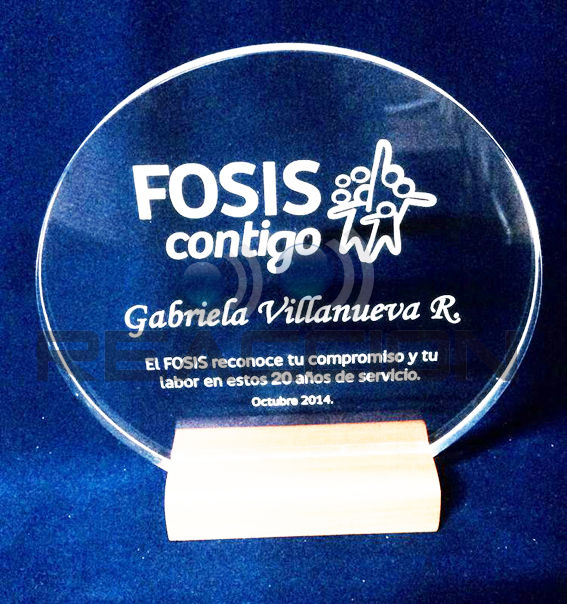 FOSIS
contigo
Gabriela Villanueva R.
El FOSIS reconoce tu compromiso y tu
labor en estos 20 años de servicio.
Octubre 2014.